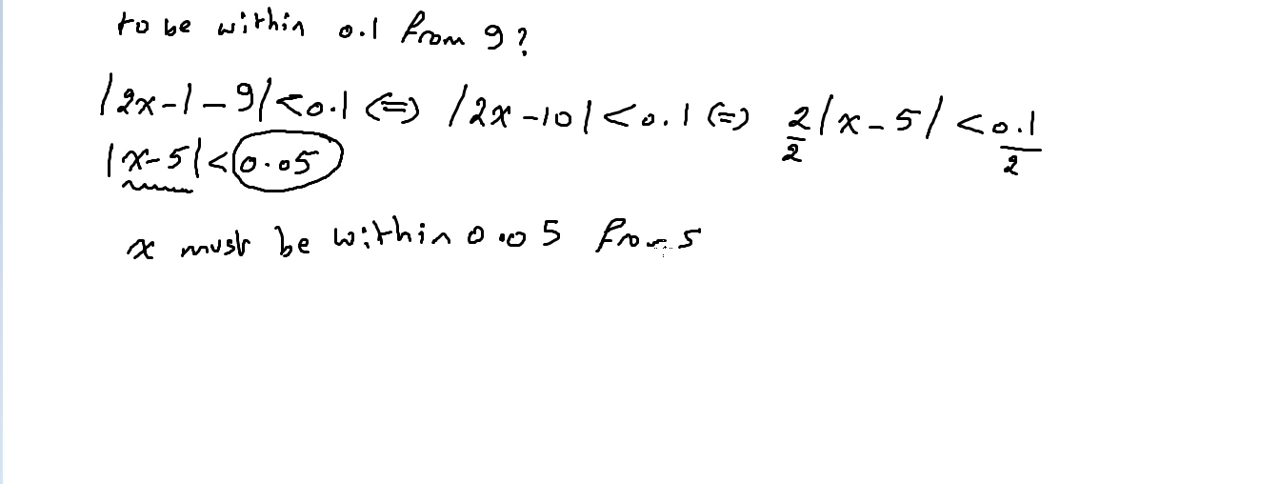 to be within 0.1 from 9?
|2x-1-9|<0.1 <=> |2x-10|<0.1 <=> 2/2|x-5|<0.1/2
|x-5|<0.05
x must be within 0.05 from 5